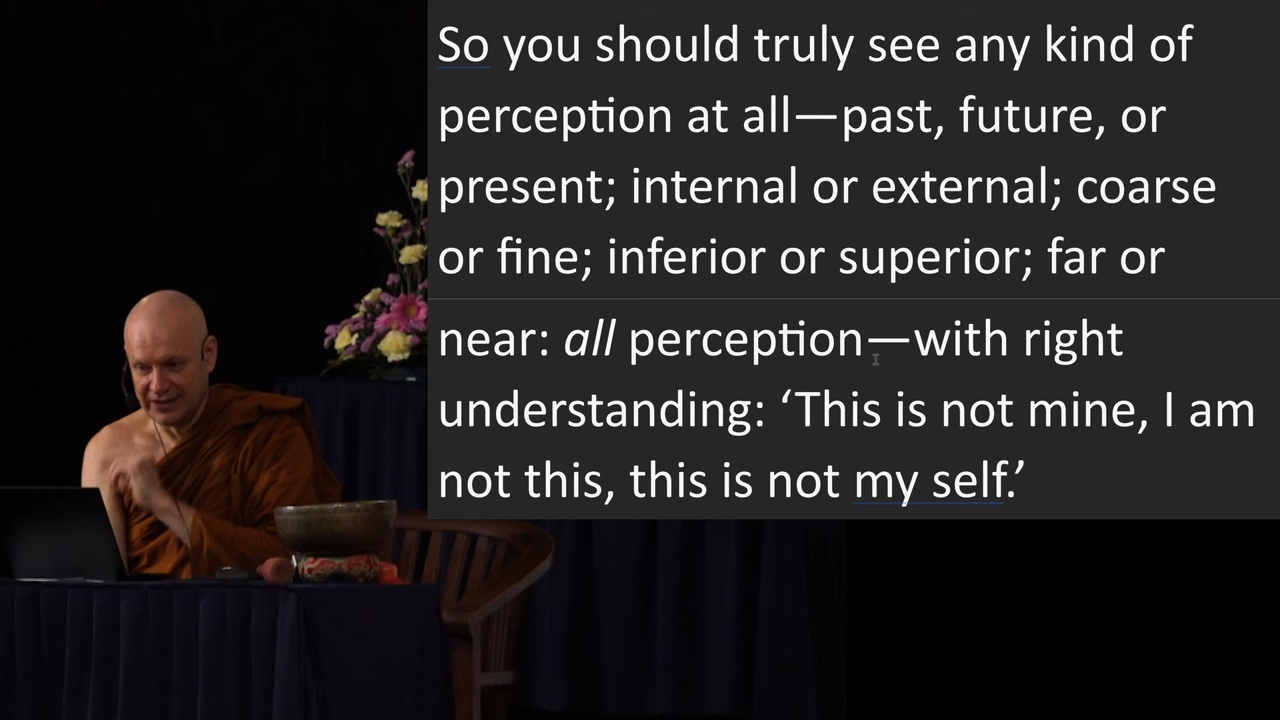 So you should truly see any kind of
perception at all—past, future, or
present; internal or external; coarse
or fine; inferior or superior; far or
near: all perception—with right
understanding: ‘This is not mine, I am
not this, this is not my self.’